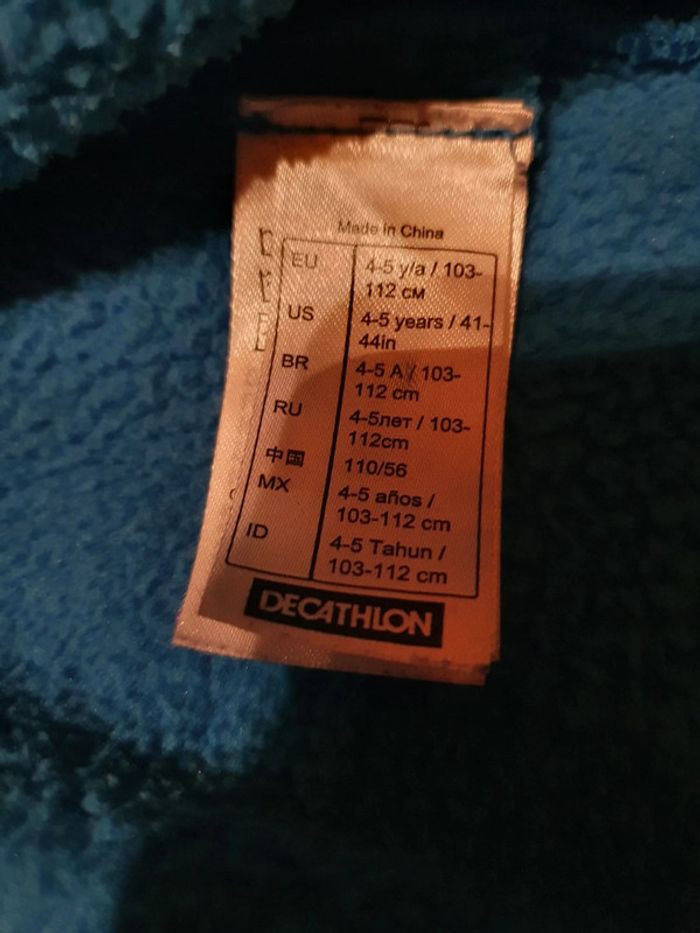 Made in China
EU 4-5 y/a / 103-
112 см
US 4-5 years / 41-
44in
BR 4-5 A / 103-
112 cm
RU 4-5лет / 103-
112cm
中国 110/56
MX 4-5 años /
103-112 cm
ID 4-5 Tahun /
103-112 cm
DECATHLON